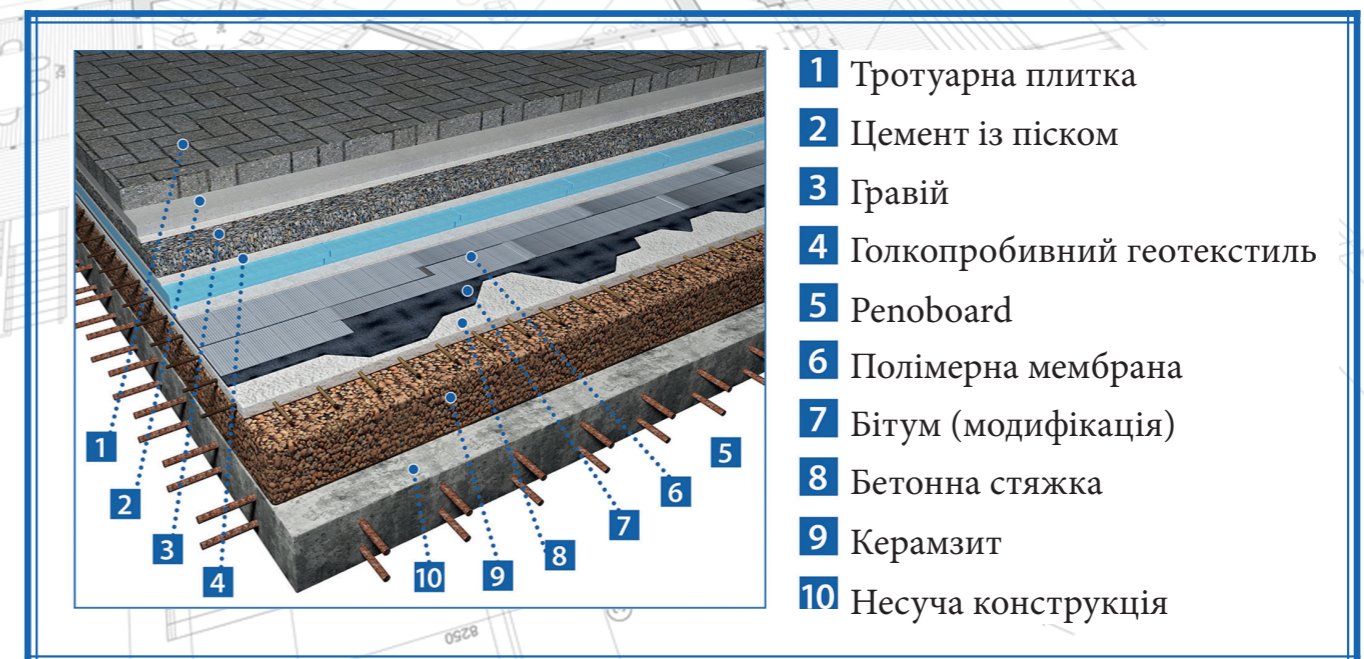 1 Тротуарна плитка
2 Цемент із піском
3 Гравій
4 Голкопробивний геотекстиль
5 Penoboard
6 Полімерна мембрана
7 Бітум (модифікація)
8 Бетонна стяжка
9 Керамзит
10 Несуча конструкція
1
2
3
4
5
6
7
8
9
10
8250